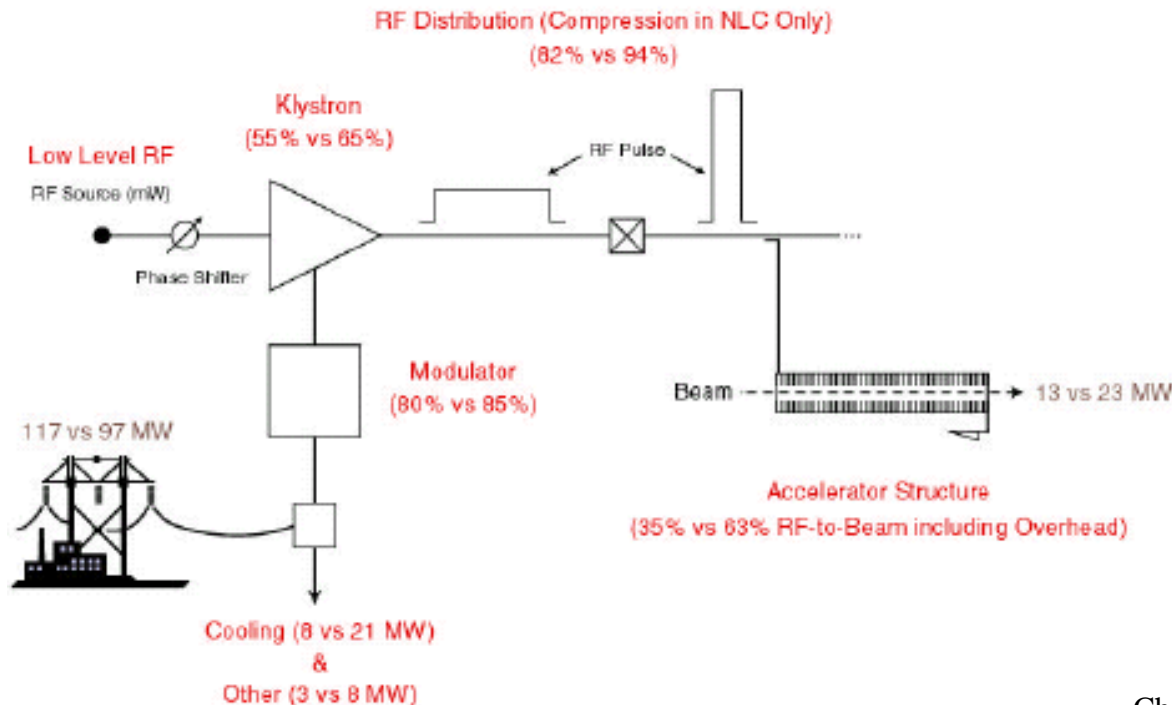 RF Distribution (Compression in NLC Only)
(82% vs 94%)
Klystron
(55% vs 65%)
Low Level RF
RF Source (mW)
RF Pulse
Phase Shifter
Modulator
(80% vs 85%)
Beam
13 vs 23 MW
117 vs 97 MW
Accelerator Structure
(35% vs 63% RF-to-Beam including Overhead)
Cooling (8 vs 21 MW)
&
Other (3 vs 8 MW)
Ch